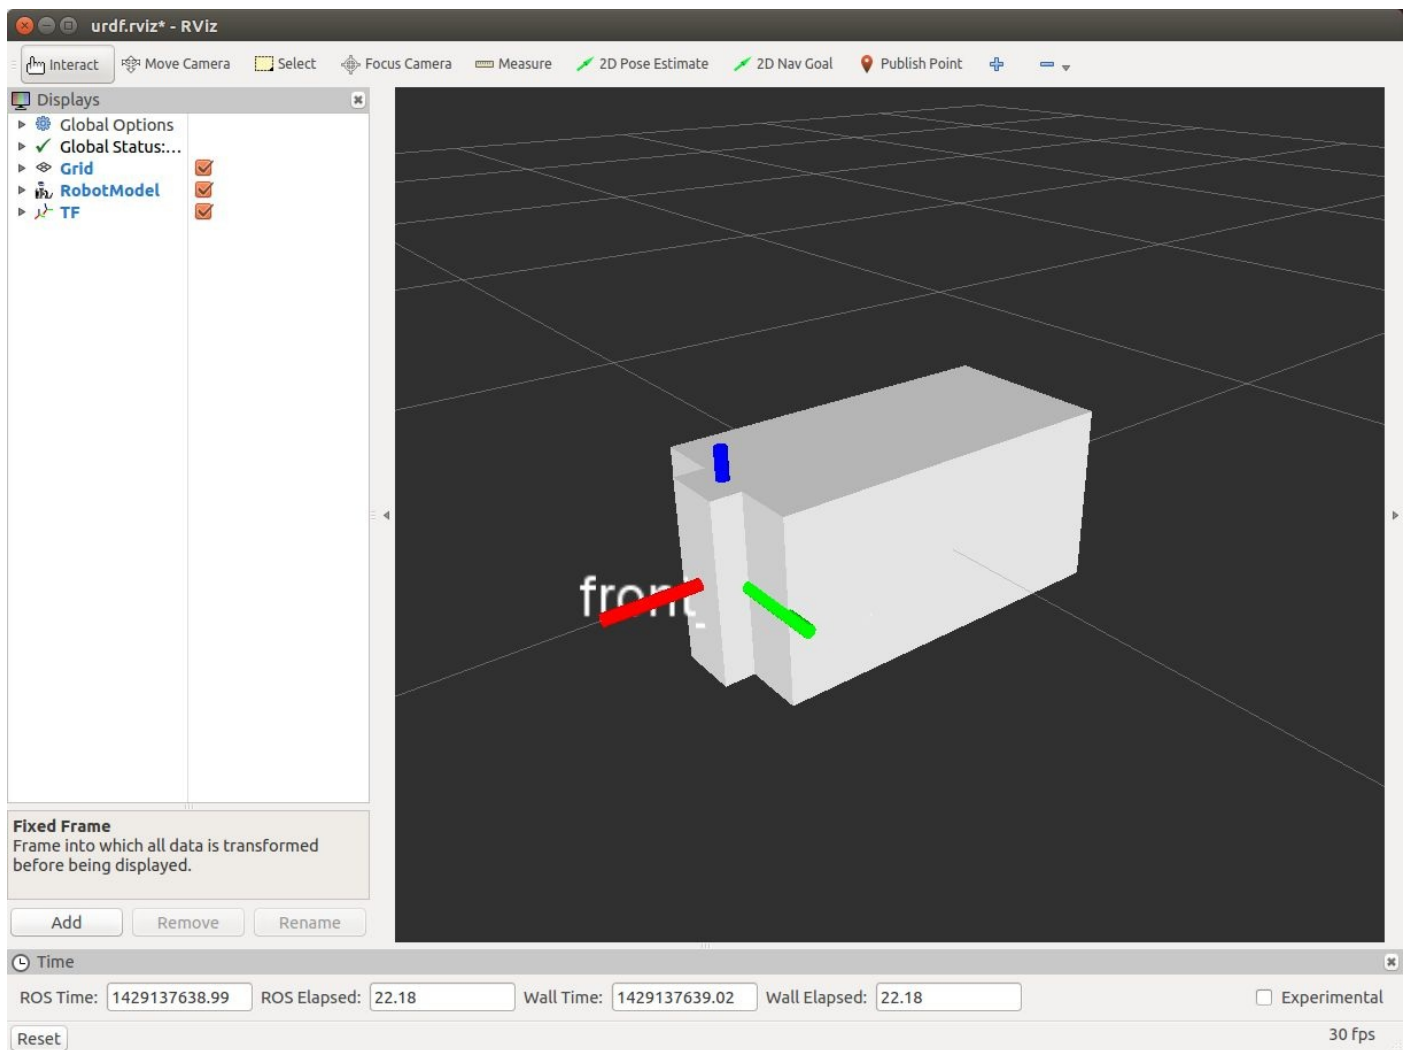 urdf.rviz* - RViz
Interact Move Camera Select Focus Camera Measure 2D Pose Estimate 2D Nav Goal Publish Point
Displays
Global Options
Global Status:...
Grid
RobotModel
TF
front_
Fixed Frame
Frame into which all data is transformed
before being displayed.
Add Remove Rename
Time
ROS Time: 1429137638.99 ROS Elapsed: 22.18 Wall Time: 1429137639.02 Wall Elapsed: 22.18 Experimental
Reset 30 fps